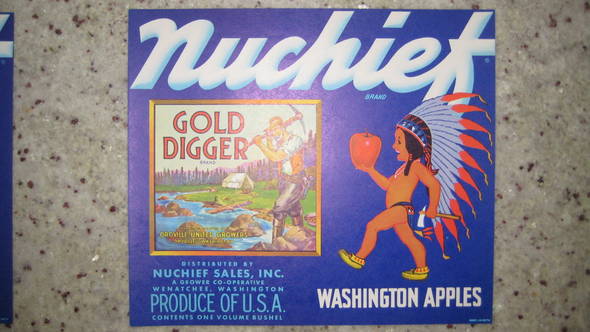 Nuchief
BRAND
GOLD
DIGGER
BRAND
OROVILLE UNITED GROWERS
DISTRIBUTED BY
NUCHIEF SALES, INC.
A GROWER CO-OPERATIVE
WENATCHEE, WASHINGTON
PRODUCE OF U.S.A.
CONTENTS ONE VOLUME BUSHEL
WASHINGTON APPLES